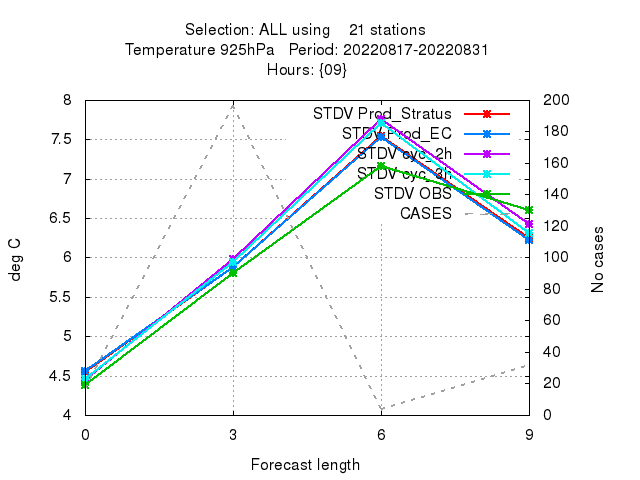 Selection: ALL using 21 stations
Temperature 925hPa Period: 20220817-20220831
Hours: {09}
8
7.5
7
6.5
6
5.5
5
4.5
4
200
180
160
140
120
100
80
60
40
20
0
STDV Prod_Stratus
STDV Prod_EC
STDV cyc_2h
STDV cyc_3h
STDV OBS
CASES
deg C
No cases
0 3 6 9
Forecast length